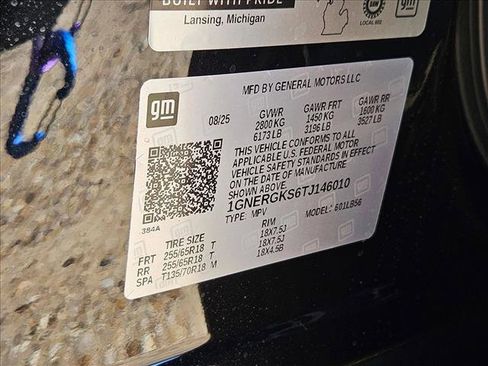 BUILT WITH PRIDE
Lansing, Michigan
LOCAL 602
gm
gm
MFD BY GENERAL MOTORS LLC
08/25 GVWR GAWR FRT GAWR RR
2800 KG 1450 KG 1600 KG
6173 LB 3196 LB 3527 LB
THIS VEHICLE CONFORMS TO ALL
APPLICABLE U.S. FEDERAL MOTOR
VEHICLE SAFETY STANDARDS IN EFFECT
ON THE DATE OF MANUFACTURE
SHOWN ABOVE.
1GNERGKS6TJ146010
TYPE: MPV MODEL: 601LB56
384A
TIRE SIZE RIM
FRT 255/65R18 T 18X7.5J
RR 255/65R18 T 18X7.5J
SPA T135/70R18 M 18X4.5B